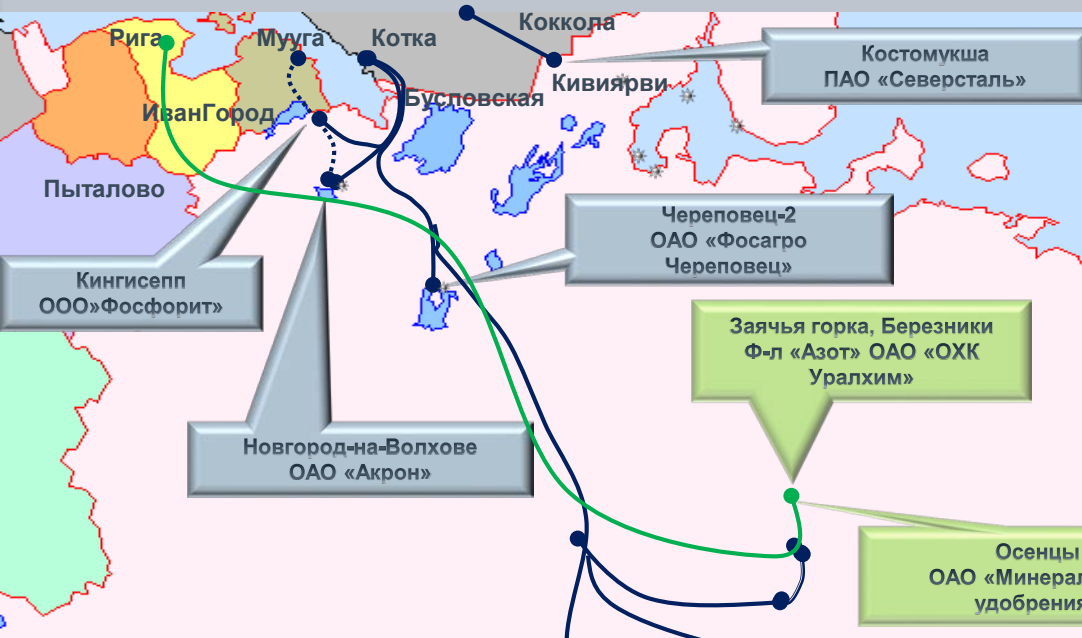 Коккола
Рига
Мууга
Котка
Костомукша
ПАО «Северсталь»
Кивиярви
Бусловская
ИванГород
Пыталово
Череповец-2
ОАО «Фосагро
Череповец»
Кингисепп
ООО»Фосфорит»
Заячья горка, Березники
Ф-л «Азот» ОАО «ОХК
Уралхим»
Новгород-на-Волхове
ОАО «Акрон»
Осенцы
ОАО «Минерал
удобрения